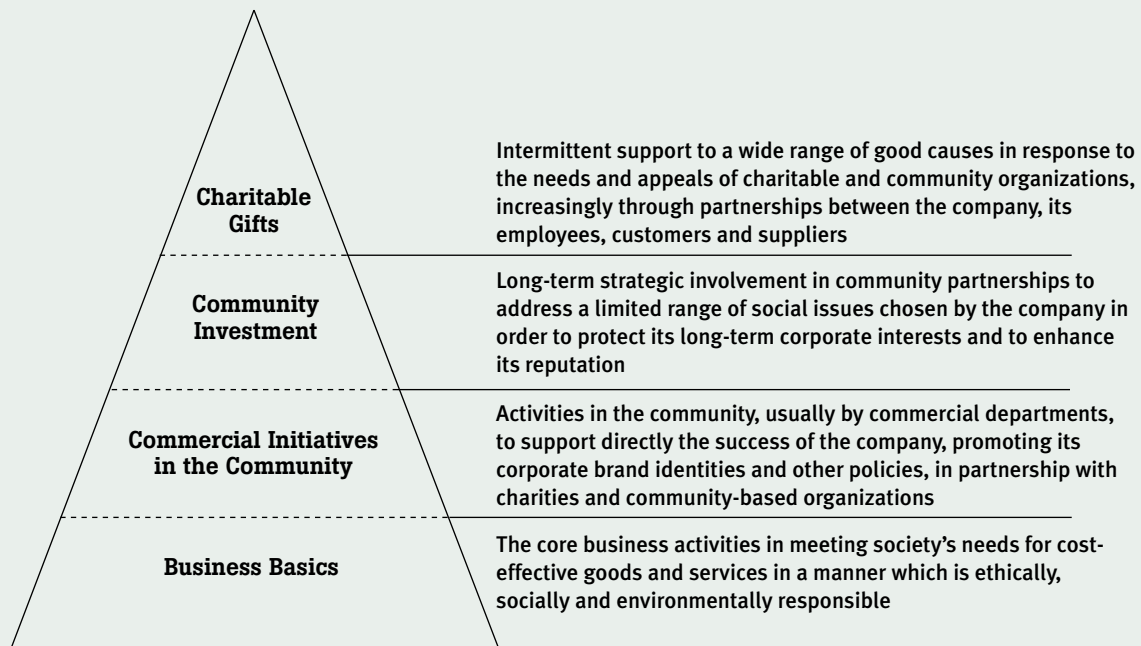 Charitable
Gifts
Intermittent support to a wide range of good causes in response to
the needs and appeals of charitable and community organizations,
increasingly through partnerships between the company, its
employees, customers and suppliers
Community
Investment
Long-term strategic involvement in community partnerships to
address a limited range of social issues chosen by the company in
order to protect its long-term corporate interests and to enhance
its reputation
Commercial Initiatives
in the Community
Activities in the community, usually by commercial departments,
to support directly the success of the company, promoting its
corporate brand identities and other policies, in partnership with
charities and community-based organizations
Business Basics
The core business activities in meeting society’s needs for cost-
effective goods and services in a manner which is ethically,
socially and environmentally responsible